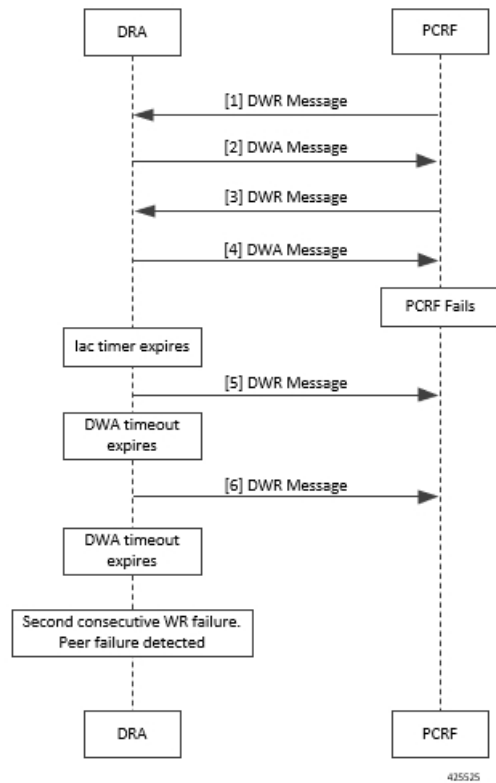 DRA
PCRF
[1] DWR Message
[2] DWA Message
[3] DWR Message
[4] DWA Message
PCRF Fails
Iac timer expires
[5] DWR Message
DWA timeout
expires
[6] DWR Message
DWA timeout
expires
Second consecutive WR failure.
Peer failure detected
DRA
PCRF
425525